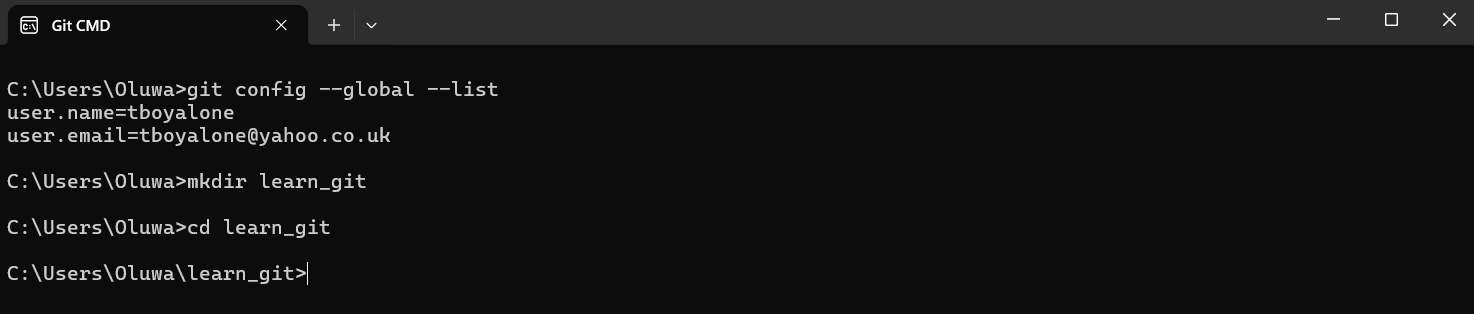 Git CMD
C:\Users\Oluwa>git config --global --list
user.name=tboyalone
user.email=tboyalone@yahoo.co.uk
C:\Users\Oluwa>mkdir learn_git
C:\Users\Oluwa>cd learn_git
C:\Users\Oluwa\learn_git>